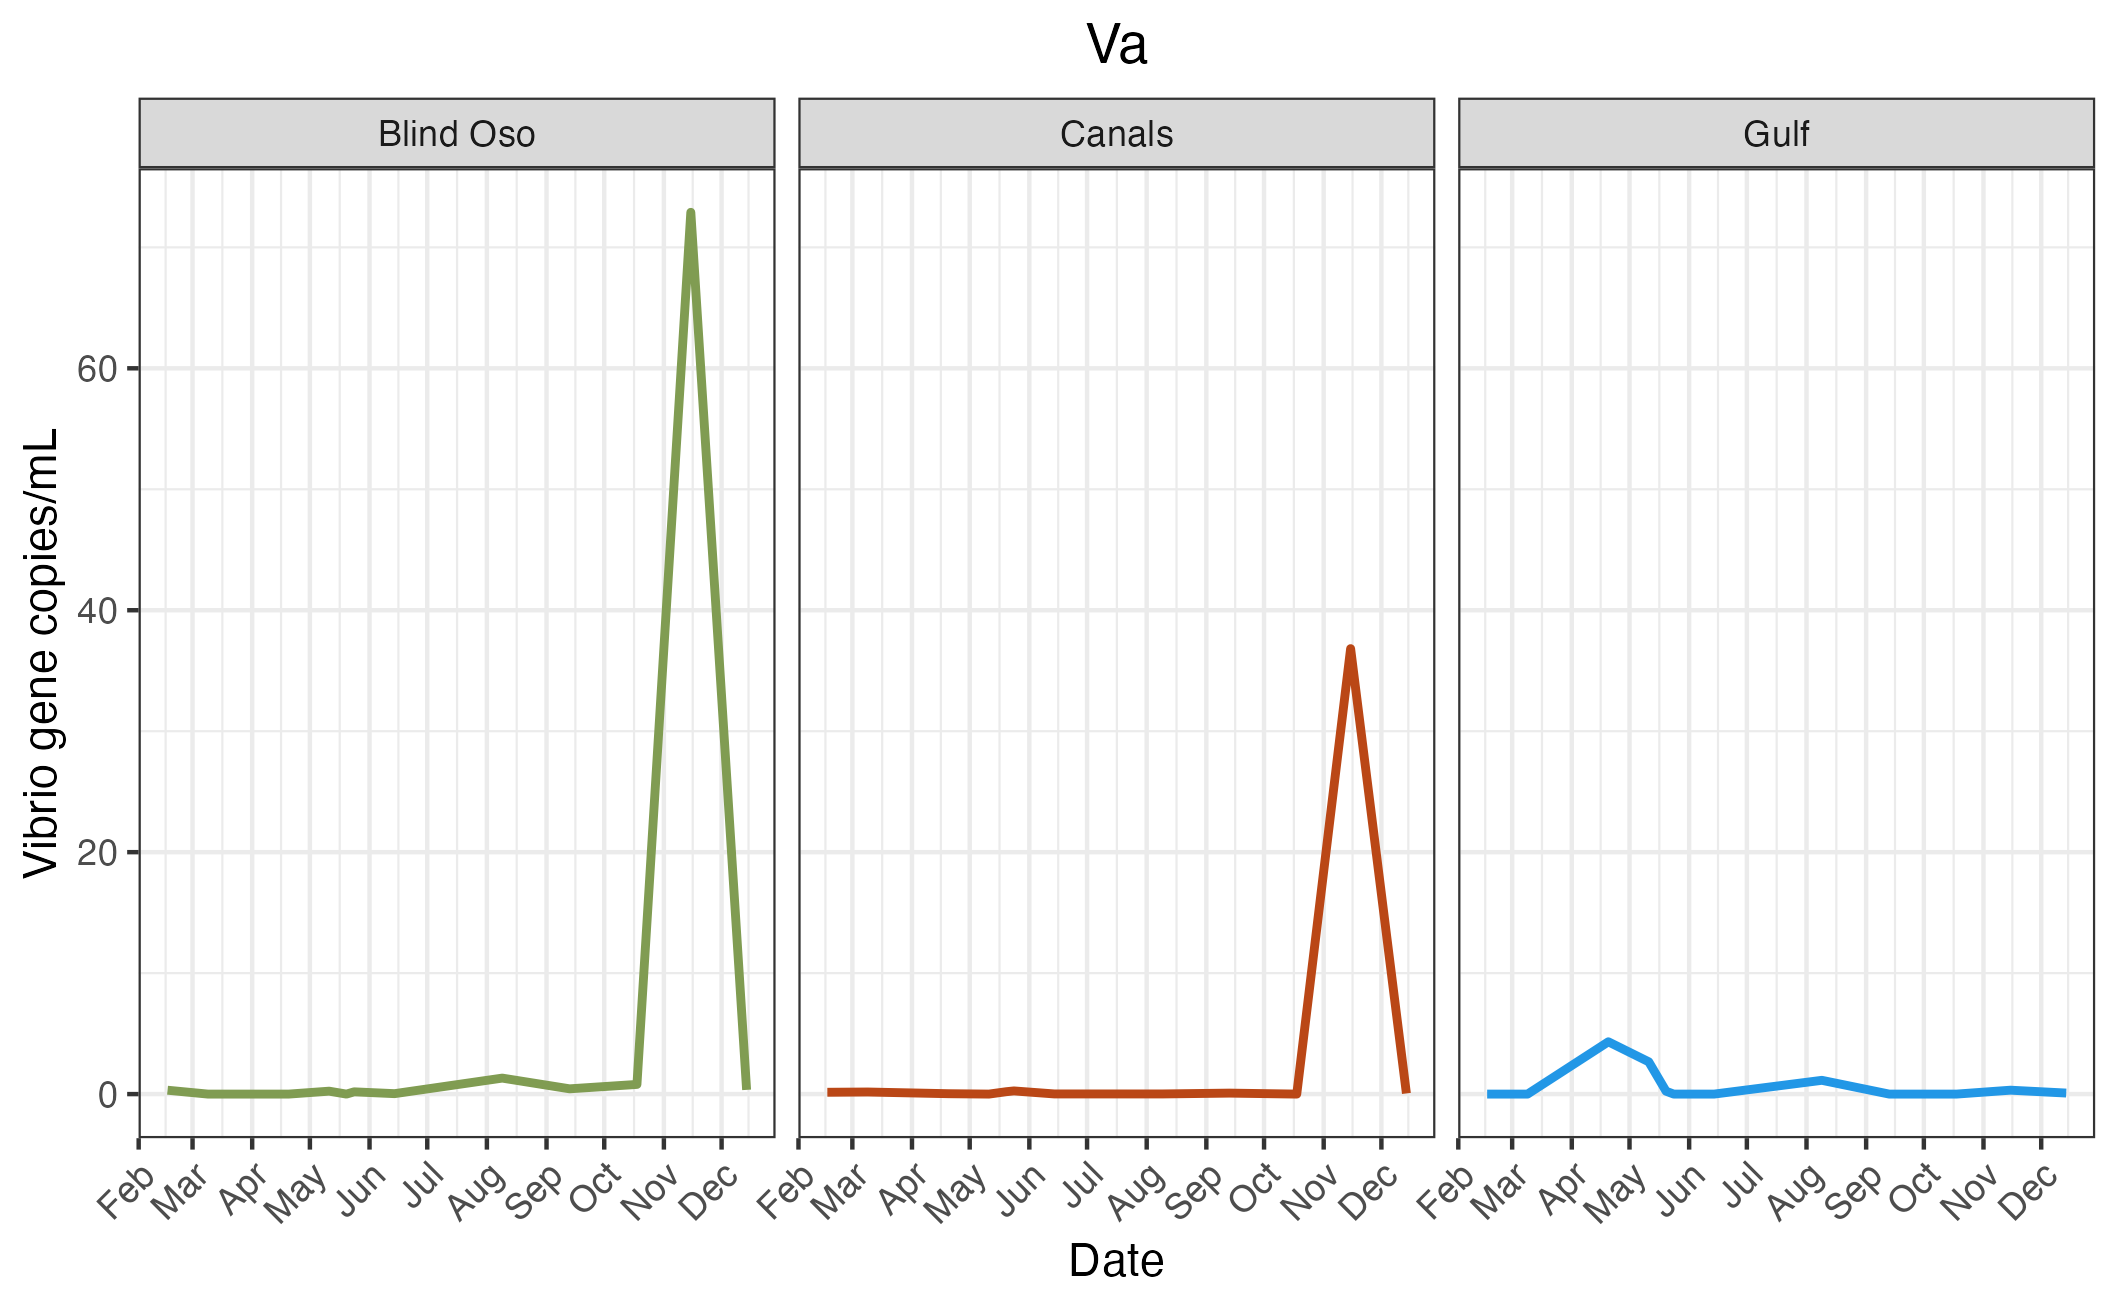 Va
Blind Oso
Canals
Gulf
Vibrio gene copies/mL
60
40
20
0
Feb Mar Apr May Jun Jul Aug Sep Oct Nov Dec
Feb Mar Apr May Jun Jul Aug Sep Oct Nov Dec
Feb Mar Apr May Jun Jul Aug Sep Oct Nov Dec
Date